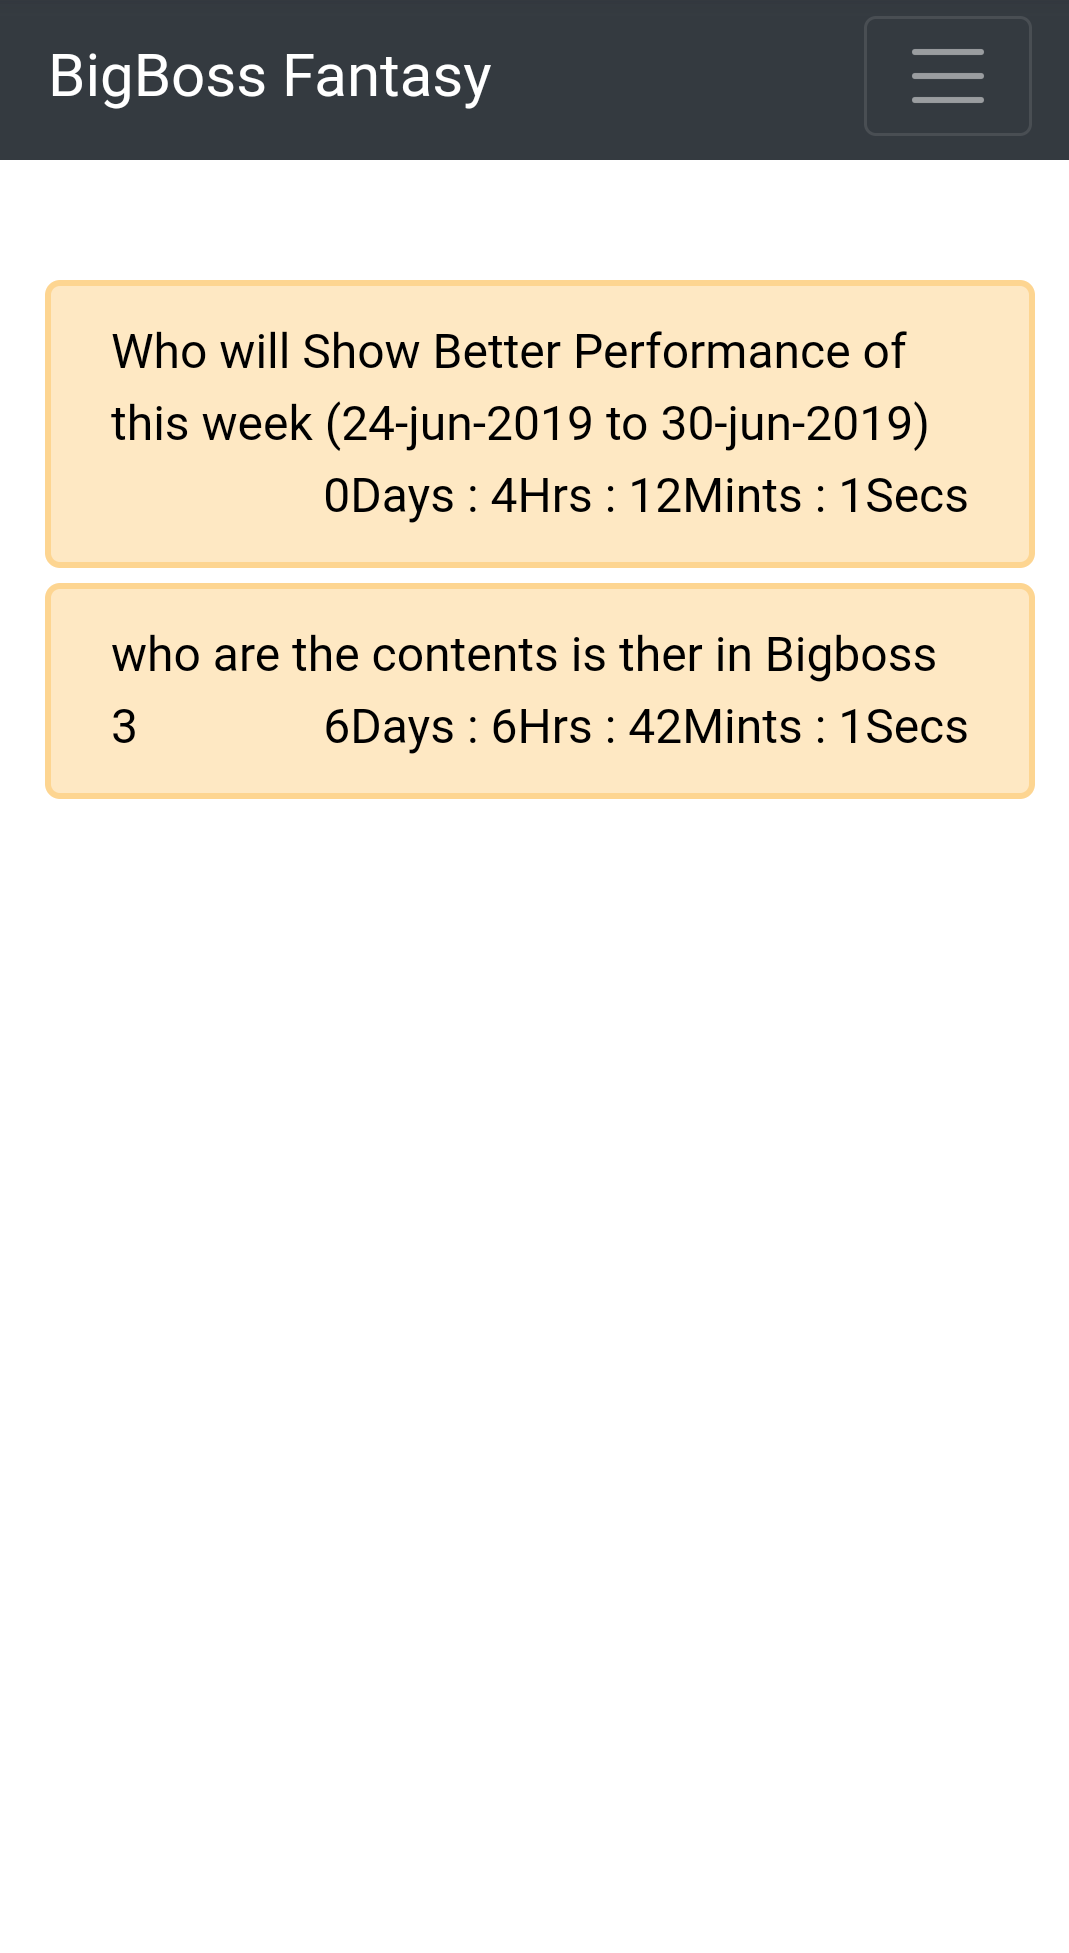 BigBoss Fantasy
Who will Show Better Performance of
this week (24-jun-2019 to 30-jun-2019)
0Days : 4Hrs : 12Mints : 1Secs
who are the contents is ther in Bigboss
3 6Days : 6Hrs : 42Mints : 1Secs